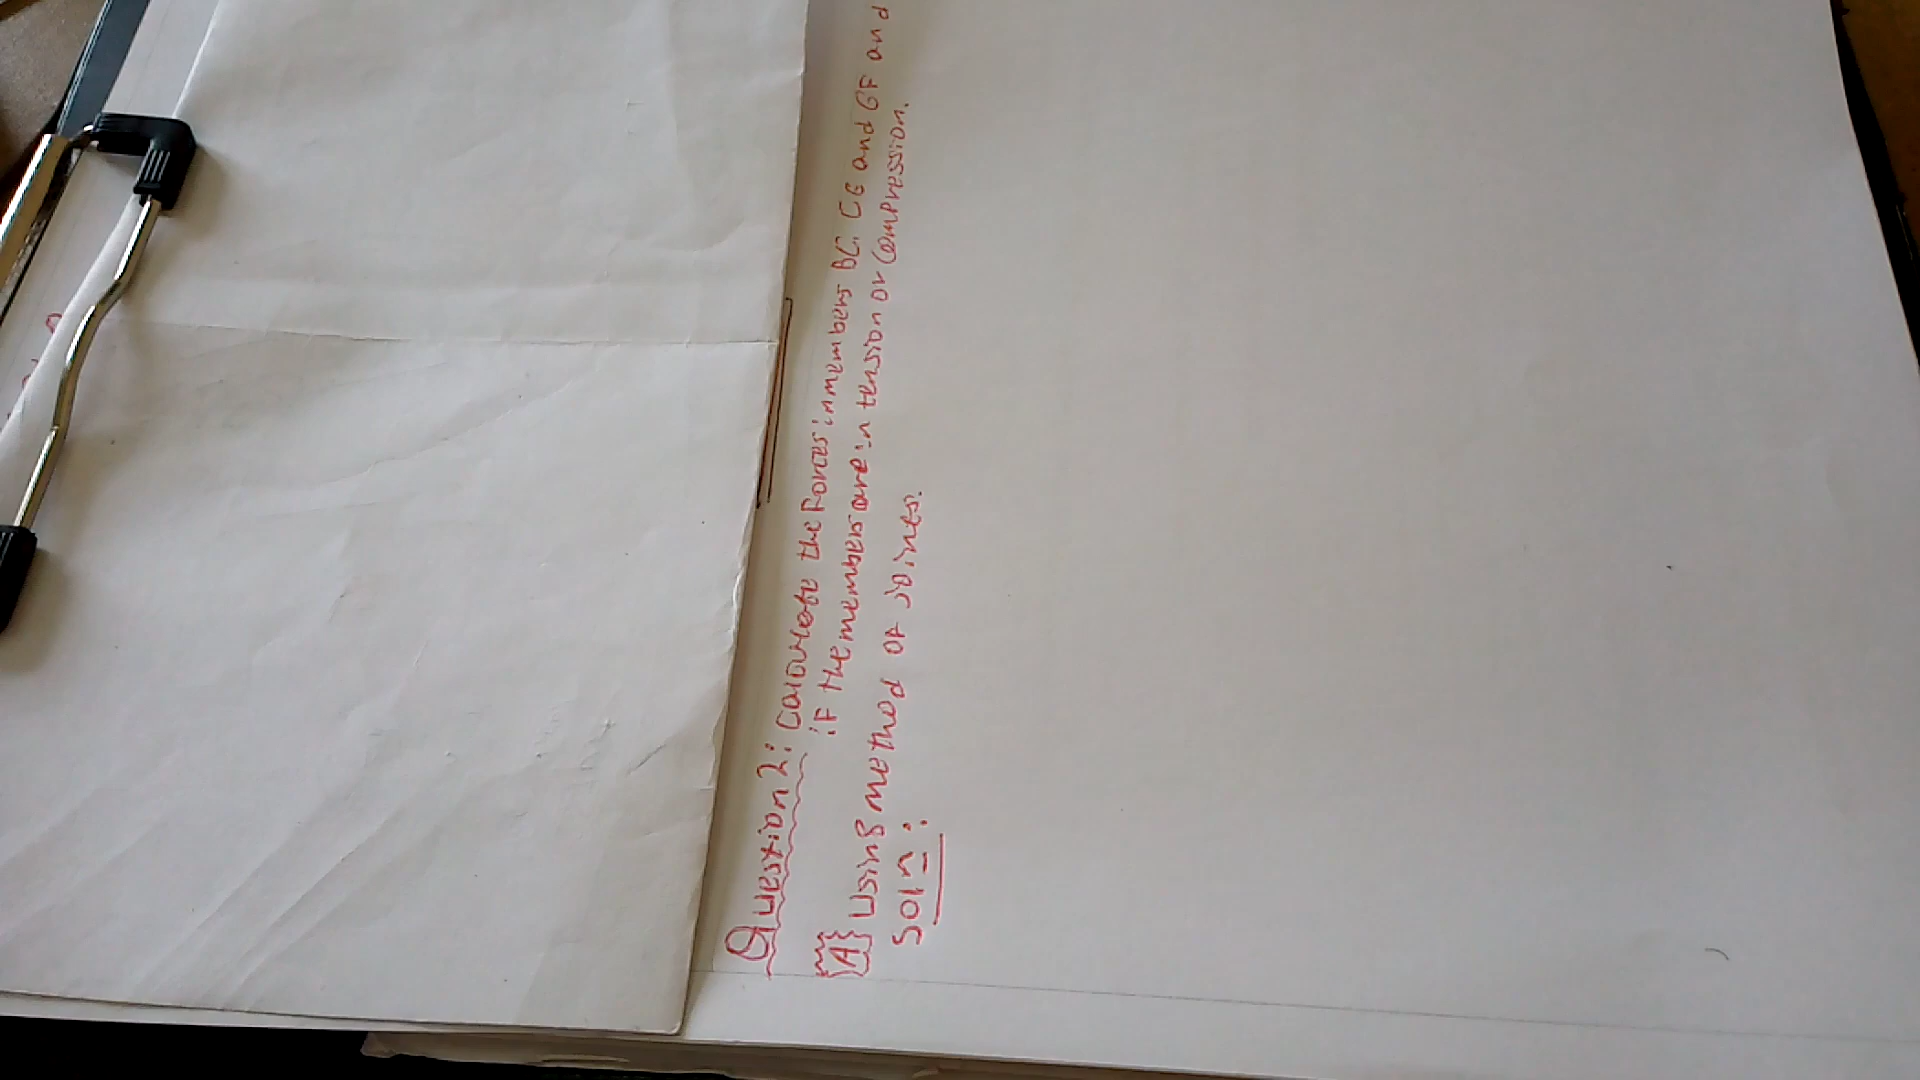 Question 2: Calculate the forces in members BC, CG and GF and
if the members are in tension or compression.
{A} Using method of joints.
Soln: